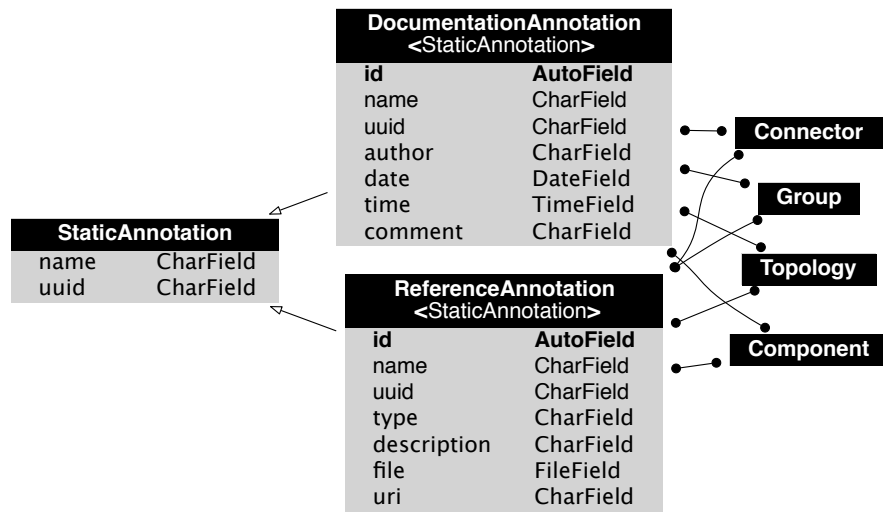 DocumentationAnnotation
<StaticAnnotation>
id AutoField
name CharField
uuid CharField
author CharField
date DateField
time TimeField
comment CharField
StaticAnnotation
name CharField
uuid CharField
ReferenceAnnotation
<StaticAnnotation>
id AutoField
name CharField
uuid CharField
type CharField
description CharField
file FileField
uri CharField
Connector
Group
Topology
Component